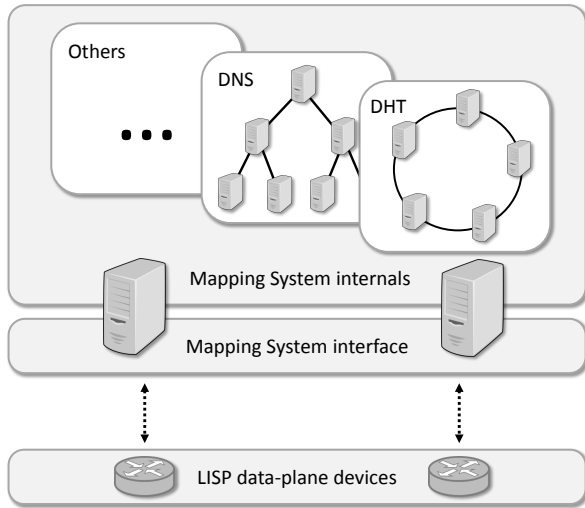 Others
...
DNS
DHT
Mapping System internals
Mapping System interface
LISP data-plane devices